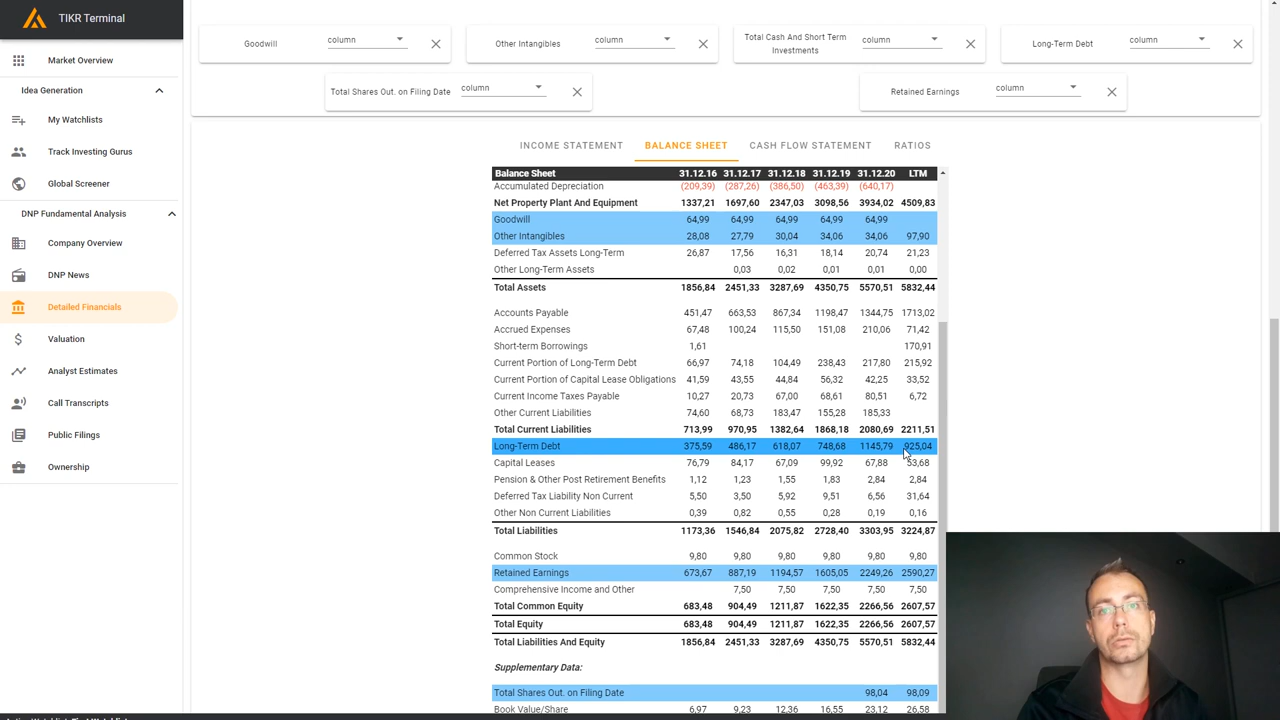 TIKR Terminal
Market Overview
Idea Generation
My Watchlists
Track Investing Gurus
Global Screener
DNP Fundamental Analysis
Company Overview
DNP News
Detailed Financials
Valuation
Analyst Estimates
Call Transcripts
Public Filings
Ownership
Goodwill column
Other Intangibles column
Total Cash And Short Term Investments column
Long-Term Debt column
Total Shares Out. on Filing Date column
Retained Earnings column
INCOME STATEMENT BALANCE SHEET CASH FLOW STATEMENT RATIOS
Balance Sheet 31.12.16 31.12.17 31.12.18 31.12.19 31.12.20 LTM
Accumulated Depreciation (209,39) (287,26) (386,50) (463,39) (640,17)
Net Property Plant And Equipment 1337,21 1697,60 2347,03 3098,56 3934,02 4509,83
Goodwill 64,99 64,99 64,99 64,99 64,99
Other Intangibles 28,08 27,79 30,04 34,06 34,06 97,90
Deferred Tax Assets Long-Term 26,87 17,56 16,31 18,14 20,74 21,23
Other Long-Term Assets 0,03 0,02 0,01 0,01 0,00
Total Assets 1856,84 2451,33 3287,69 4350,75 5570,51 5832,44
Accounts Payable 451,47 663,53 867,34 1198,47 1344,75 1713,02
Accrued Expenses 67,48 100,24 115,50 151,08 210,06 71,42
Short-term Borrowings 1,61 170,91
Current Portion of Long-Term Debt 66,97 74,18 104,49 238,43 217,80 215,92
Current Portion of Capital Lease Obligations 41,59 43,55 44,84 56,32 42,25 33,52
Current Income Taxes Payable 10,27 20,73 67,00 68,61 80,51 6,72
Other Current Liabilities 74,60 68,73 183,47 155,28 185,33
Total Current Liabilities 713,99 970,95 1382,64 1868,18 2080,69 2211,51
Long-Term Debt 375,59 486,17 618,07 748,68 1145,79 925,04
Capital Leases 76,79 84,17 67,09 99,92 67,88 53,68
Pension & Other Post Retirement Benefits 1,12 1,23 1,55 1,83 2,84 2,84
Deferred Tax Liability Non Current 5,50 3,50 5,92 9,51 6,56 31,64
Other Non Current Liabilities 0,39 0,82 0,55 0,28 0,19 0,16
Total Liabilities 1173,36 1546,84 2075,82 2728,40 3303,95 3224,87
Common Stock 9,80 9,80 9,80 9,80 9,80 9,80
Retained Earnings 673,67 887,19 1194,57 1605,05 2249,26 2590,27
Comprehensive Income and Other 7,50 7,50 7,50 7,50 7,50
Total Common Equity 683,48 904,49 1211,87 1622,35 2266,56 2607,57
Total Equity 683,48 904,49 1211,87 1622,35 2266,56 2607,57
Total Liabilities And Equity 1856,84 2451,33 3287,69 4350,75 5570,51 5832,44
Supplementary Data:
Total Shares Out. on Filing Date 98,04 98,09
Book Value/Share 6,97 9,23 12,36 16,55 23,12 26,58